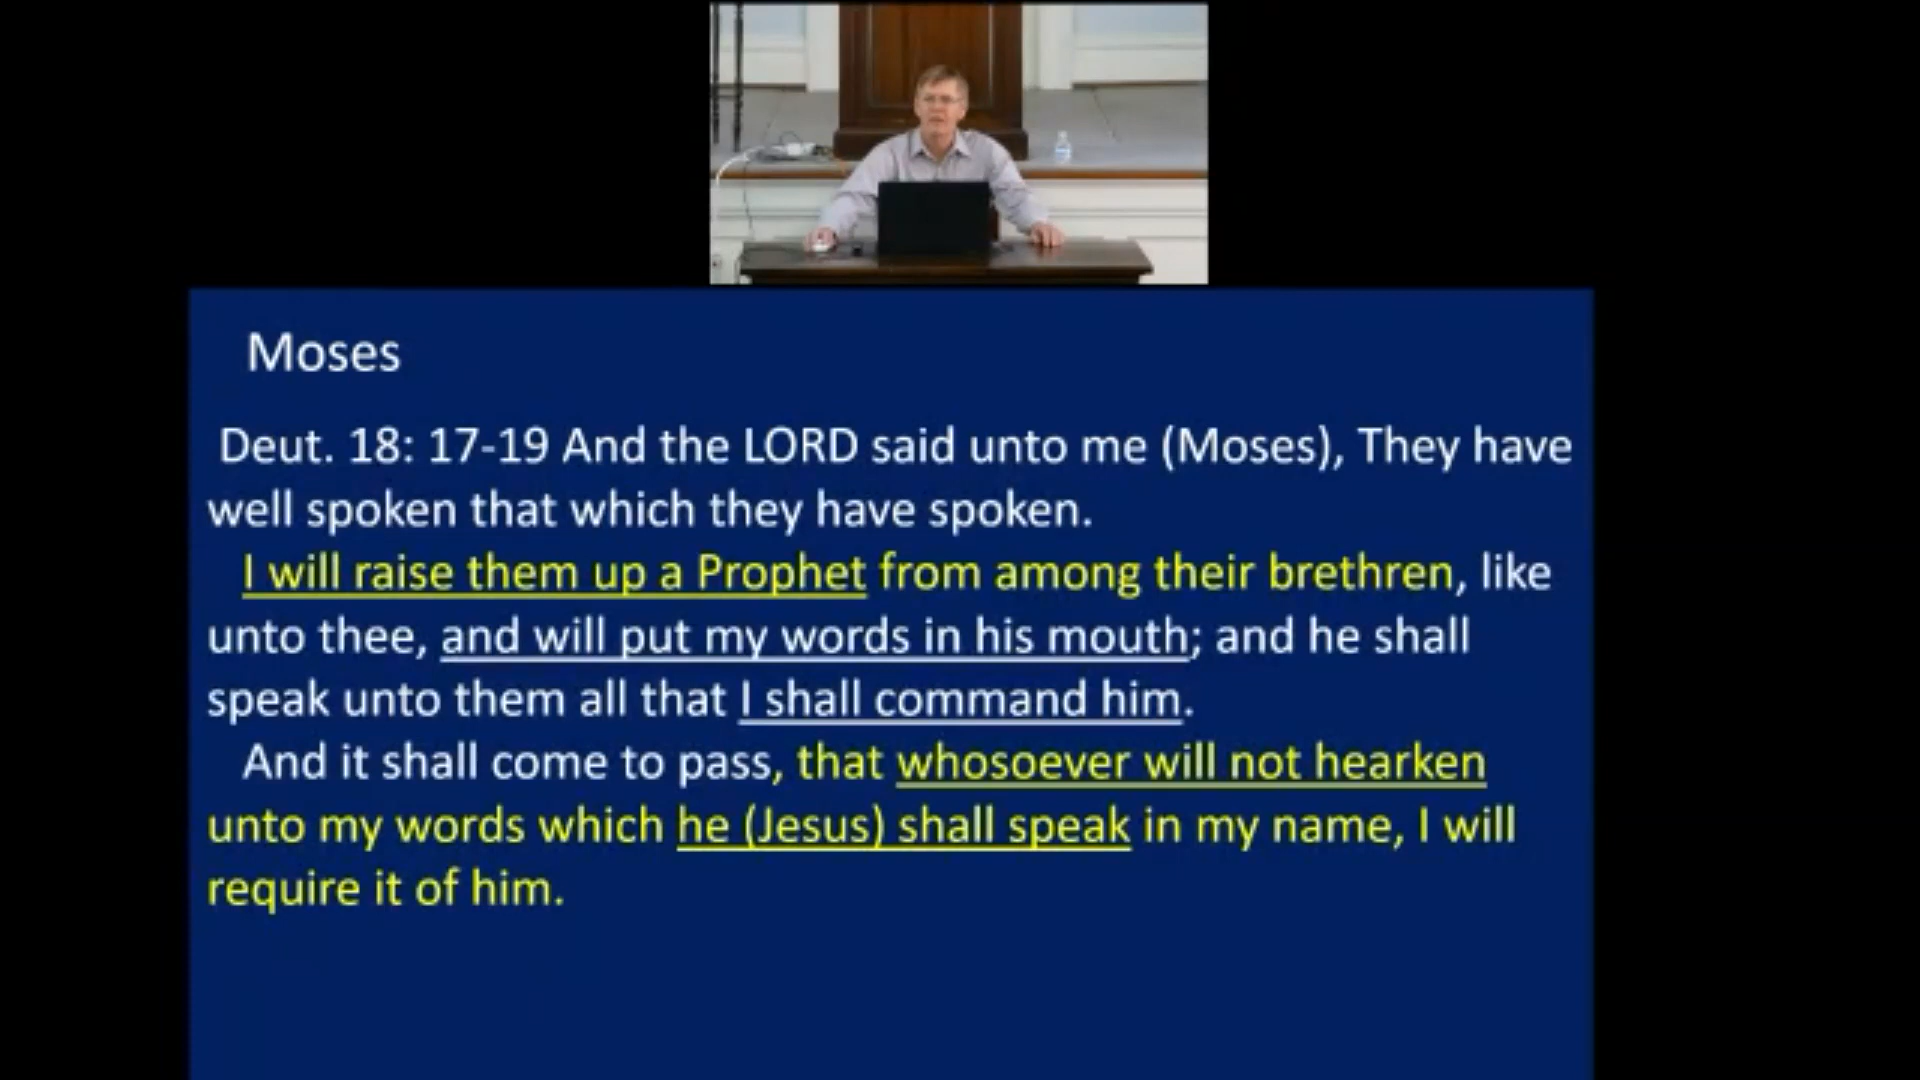 Moses
Deut. 18: 17-19 And the LORD said unto me (Moses), They have
well spoken that which they have spoken.
I will raise them up a Prophet from among their brethren, like
unto thee, and will put my words in his mouth; and he shall
speak unto them all that I shall command him.
And it shall come to pass, that whosoever will not hearken
unto my words which he (Jesus) shall speak in my name, I will
require it of him.